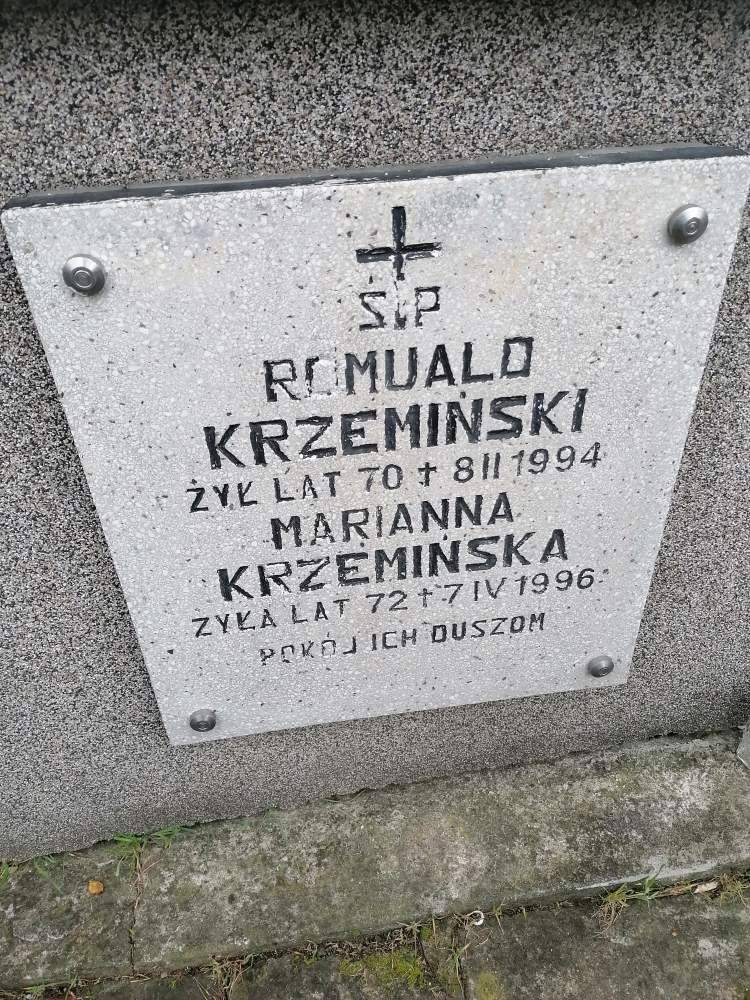 Ś.P
ROMUALD
KRZEMIŃSKI
ŻYŁ LAT 70 † 8 II 1994
MARIANNA
KRZEMIŃSKA
ŻYŁA LAT 72 † 7 IV 1996
POKÓJ ICH DUSZOM